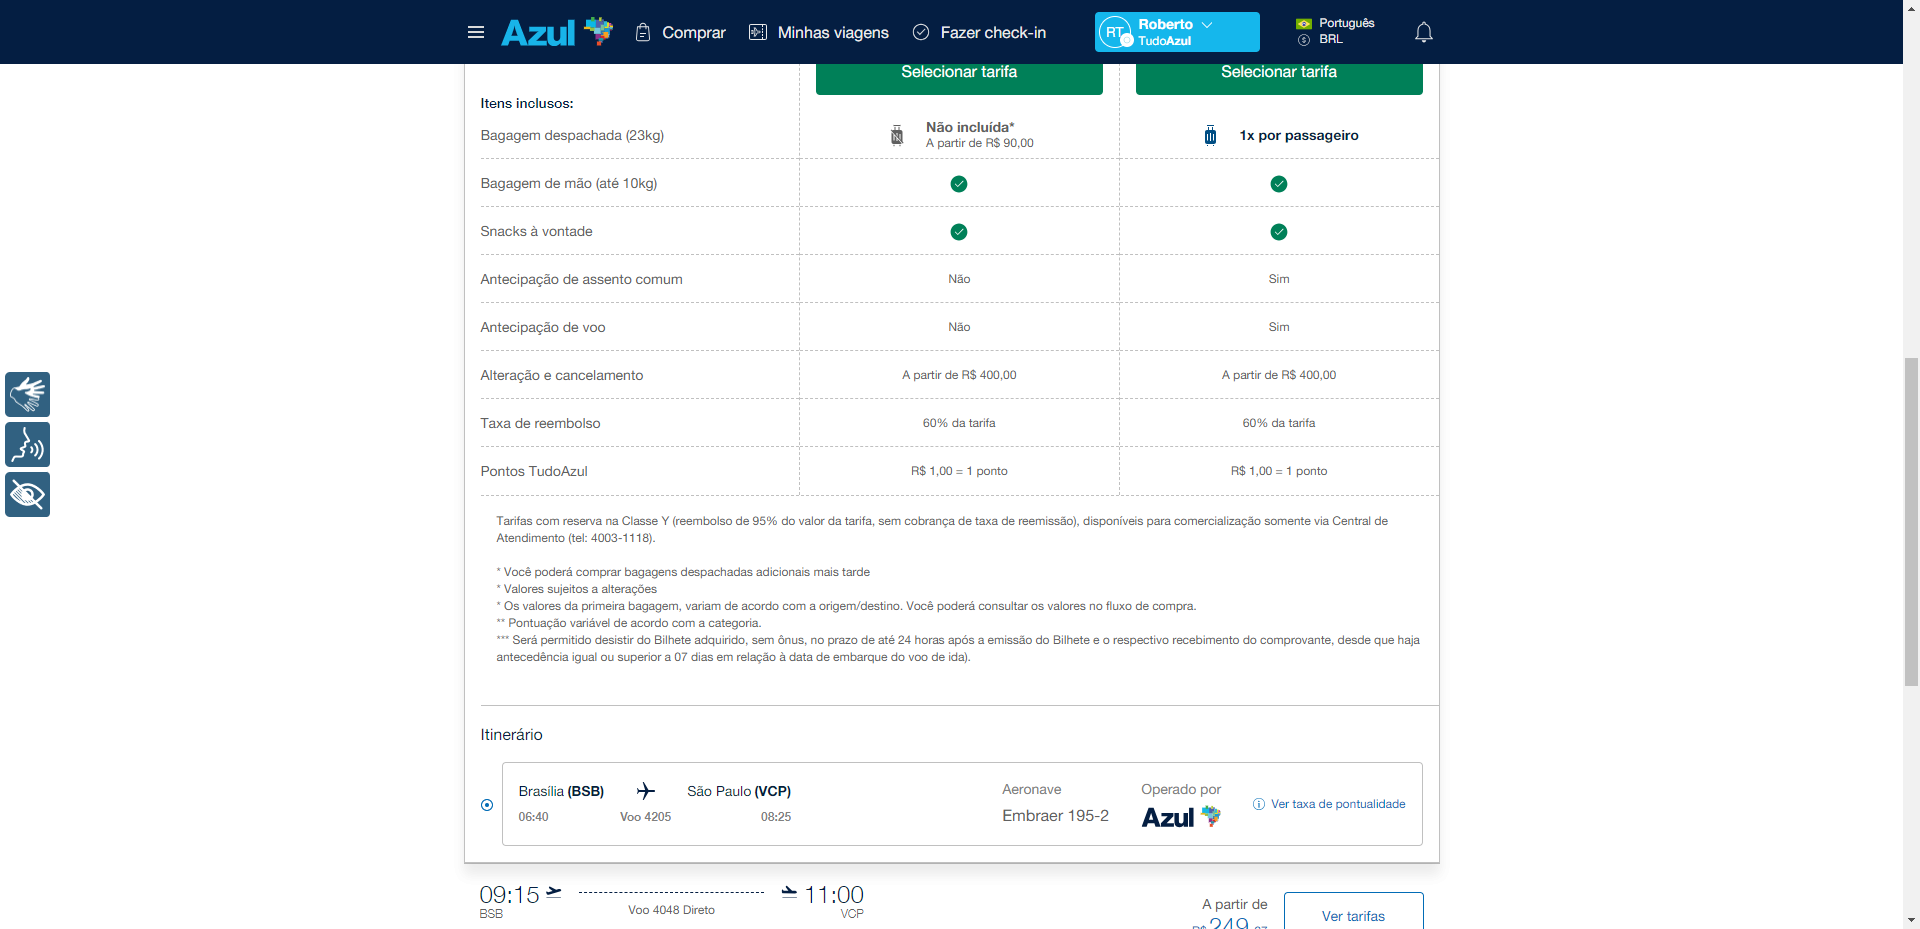 Azul
Comprar
Minhas viagens
Fazer check-in
RT
Roberto
TudoAzul
Português
BRL
Selecionar tarifa
Selecionar tarifa
Itens inclusos:
Bagagem despachada (23kg)
Não incluída*
A partir de R$ 90,00
1x por passageiro
Bagagem de mão (até 10kg)
Snacks à vontade
Antecipação de assento comum
Não
Sim
Antecipação de voo
Não
Sim
Alteração e cancelamento
A partir de R$ 400,00
A partir de R$ 400,00
Taxa de reembolso
60% da tarifa
60% da tarifa
Pontos TudoAzul
R$ 1,00 = 1 ponto
R$ 1,00 = 1 ponto
Tarifas com reserva na Classe Y (reembolso de 95% do valor da tarifa, sem cobrança de taxa de reemissão), disponíveis para comercialização somente via Central de
Atendimento (tel: 4003-1118).
* Você poderá comprar bagagens despachadas adicionais mais tarde
* Valores sujeitos a alterações
* Os valores da primeira bagagem, variam de acordo com a origem/destino. Você poderá consultar os valores no fluxo de compra.
** Pontuação variável de acordo com a categoria.
*** Será permitido desistir do Bilhete adquirido, sem ônus, no prazo de até 24 horas após a emissão do Bilhete e o respectivo recebimento do comprovante, desde que haja
antecedência igual ou superior a 07 dias em relação à data de embarque do voo de ida).
Itinerário
Brasília (BSB)
São Paulo (VCP)
06:40
Voo 4205
08:25
Aeronave
Embraer 195-2
Operado por
Azul
Ver taxa de pontualidade
09:15
BSB
Voo 4048 Direto
11:00
VCP
A partir de
R$ 249
Ver tarifas